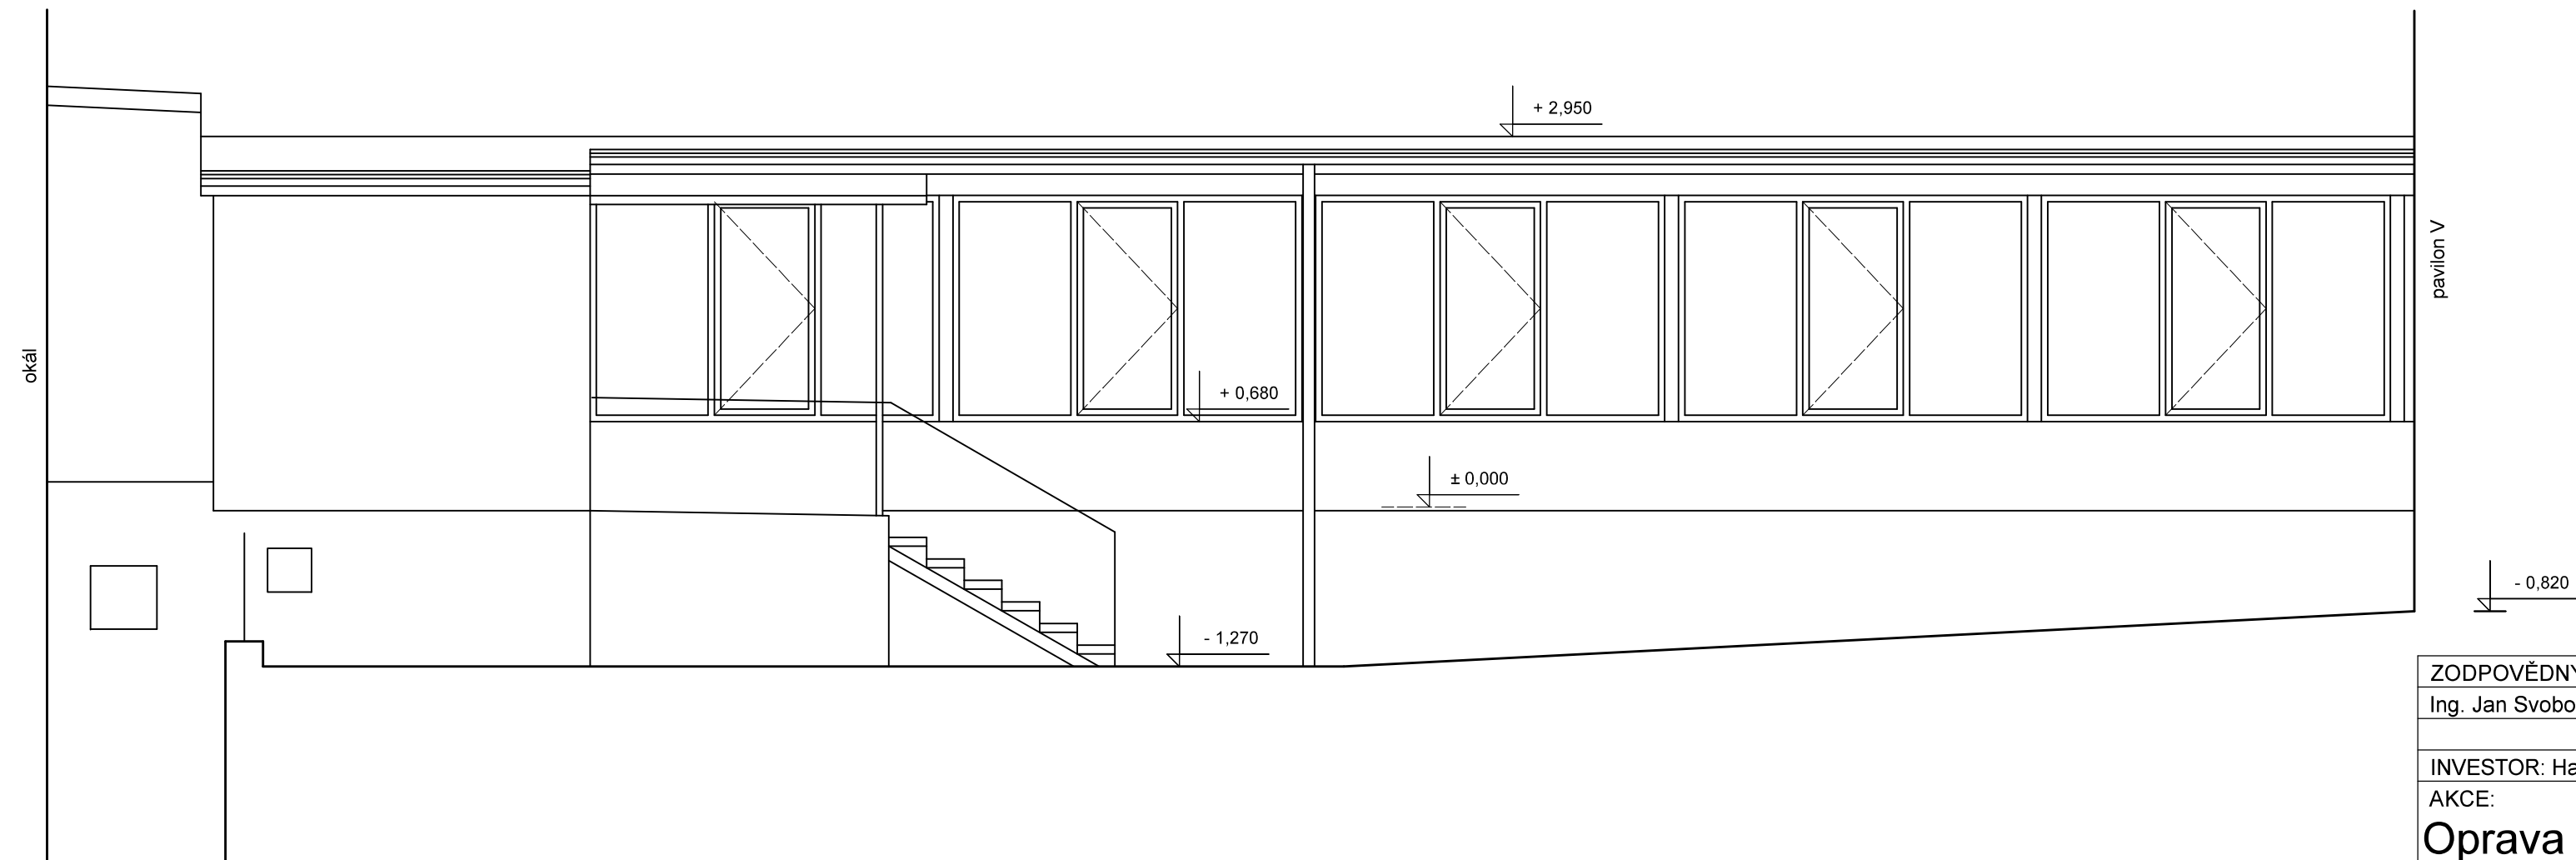 + 2,950
okál
pavilon V
+ 0,680
± 0,000
- 0,820
- 1,270
ZODPOVĚDNÝ
Ing. Jan Svobo
INVESTOR: Ha
AKCE:
Oprava